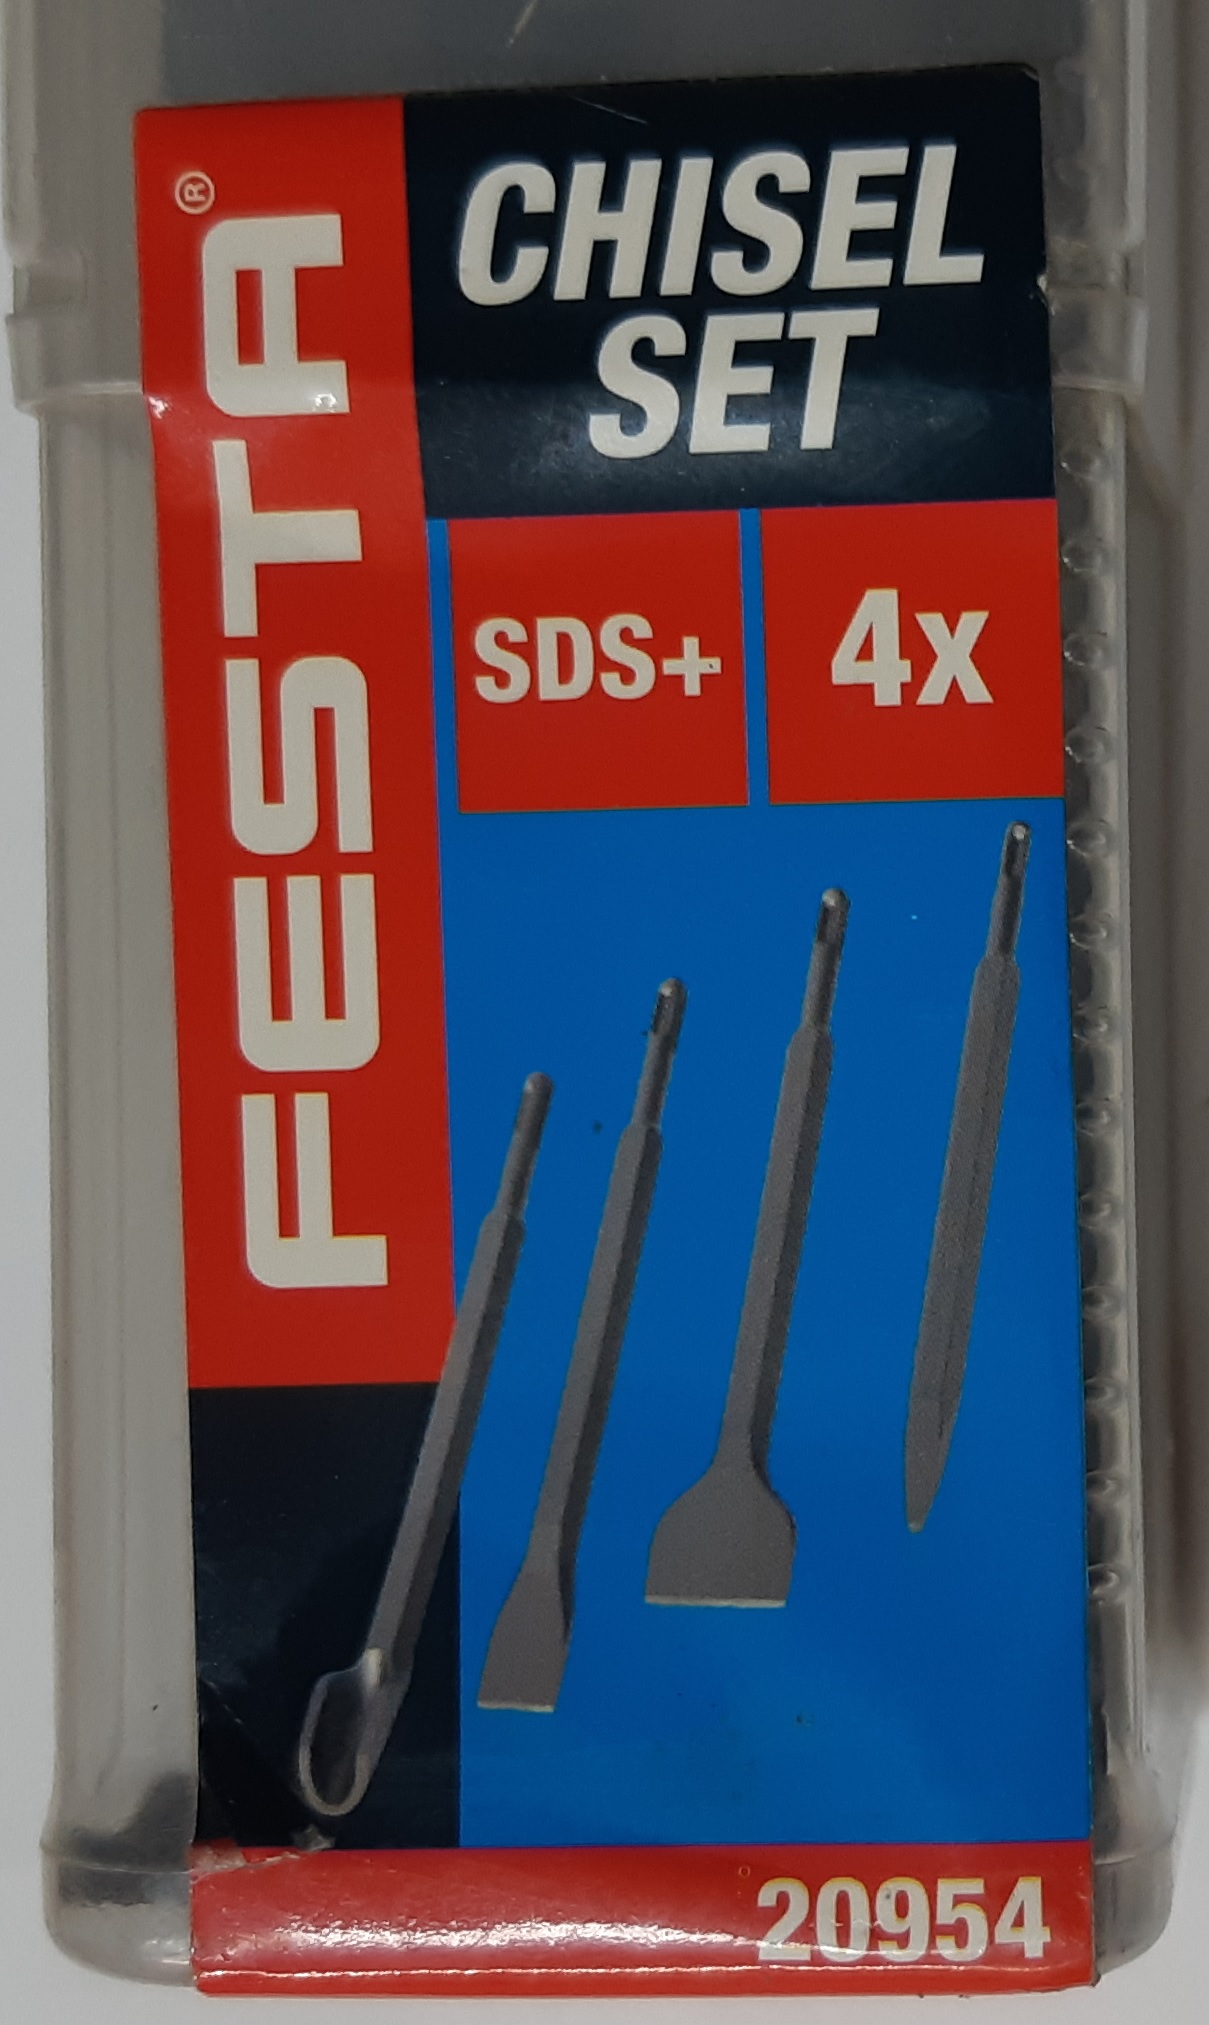 FESTA®
CHISEL
SET
SDS+
4x
20954